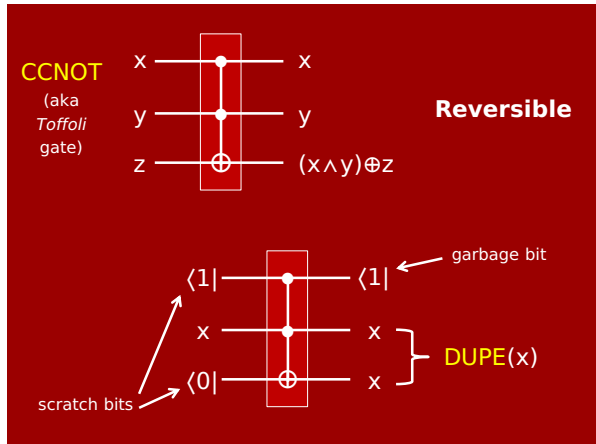 CCNOT
(aka
Toffoli
gate)
x x
y y
z (x∧y)⊕z
Reversible
garbage bit
⟨1| ⟨1|
x x
⟨0| x
DUPE(x)
scratch bits